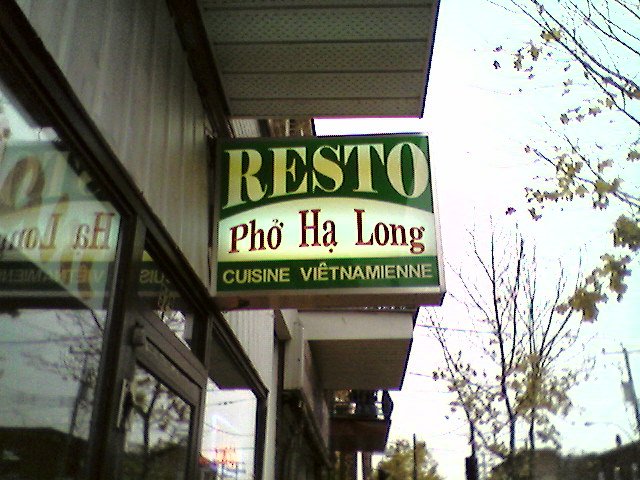 RESTO
Phở Hạ Long
CUISINE VIÊTNAMIENNE